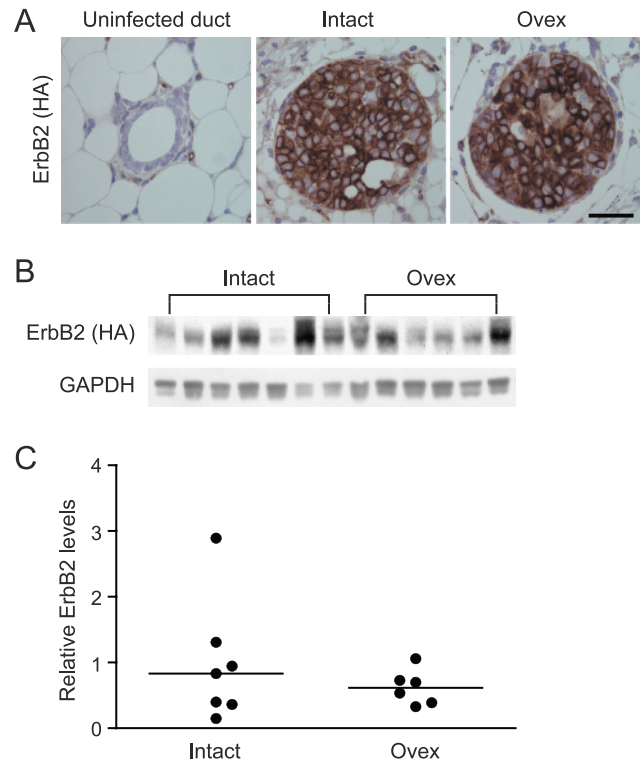 A
Uninfected duct Intact Ovex
ErbB2 (HA)
B
Intact Ovex
ErbB2 (HA)
GAPDH
C
Relative ErbB2 levels
4
3
2
1
0
Intact Ovex